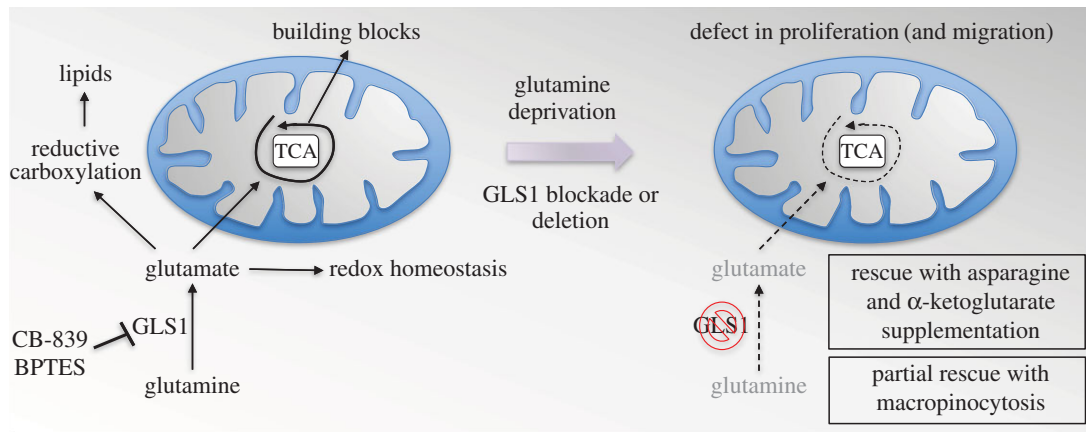 building blocks
lipids
reductive
carboxylation
TCA
glutamate
redox homeostasis
CB-839
BPTES
GLS1
glutamine
glutamine
deprivation
GLS1 blockade or
deletion
defect in proliferation (and migration)
TCA
glutamate
GLS1
glutamine
rescue with asparagine
and α-ketoglutarate
supplementation
partial rescue with
macropinocytosis